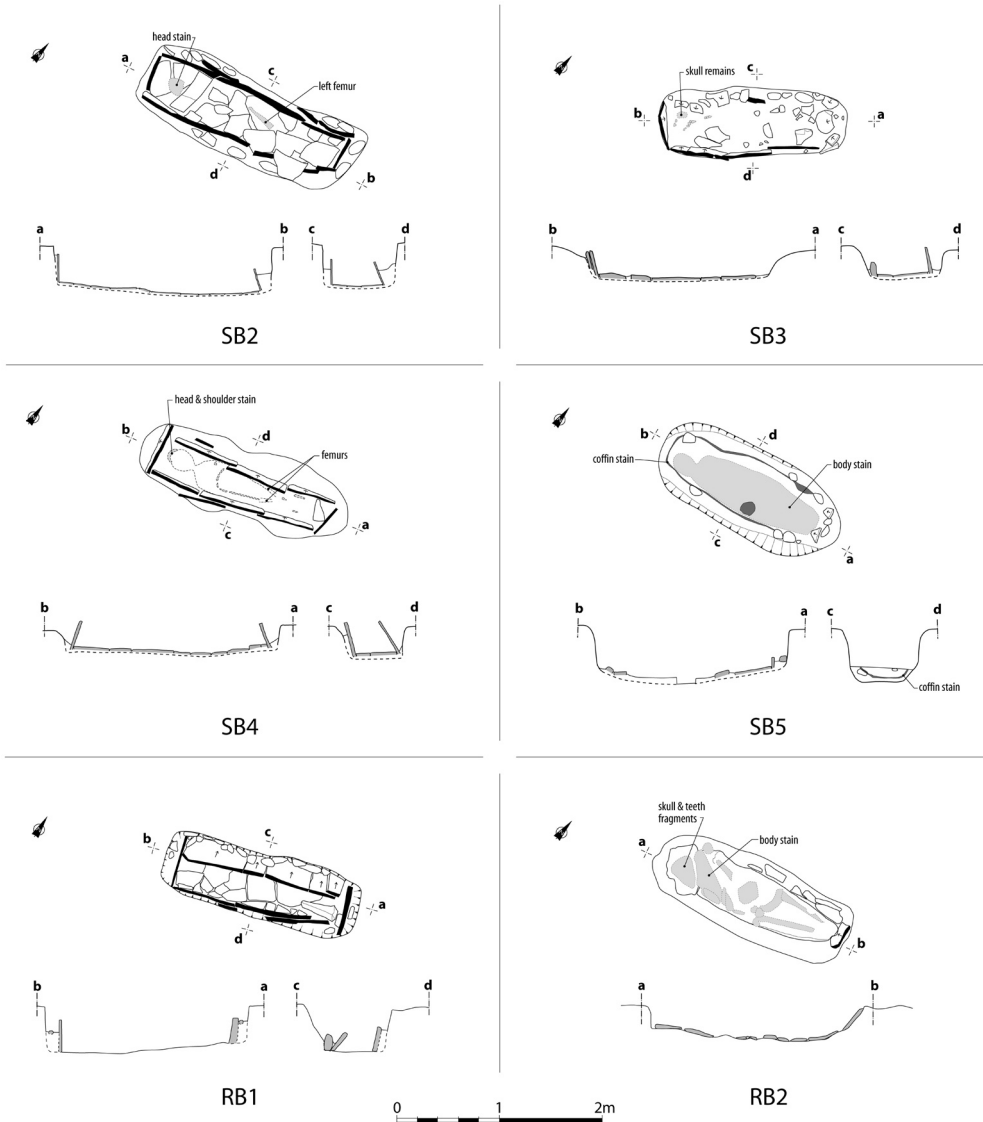 head stain
a
c
left femur
d
b
a
b
c
d
SB2
skull remains
c
b
a
d
b
a
c
d
SB3
head & shoulder stain
b
d
femurs
c
a
b
a
c
d
SB4
b
d
coffin stain
body stain
c
a
b
a
c
d
coffin stain
SB5
b
c
a
d
b
a
c
d
RB1
skull & teeth
fragments
body stain
a
b
a
b
RB2
0
1
2m